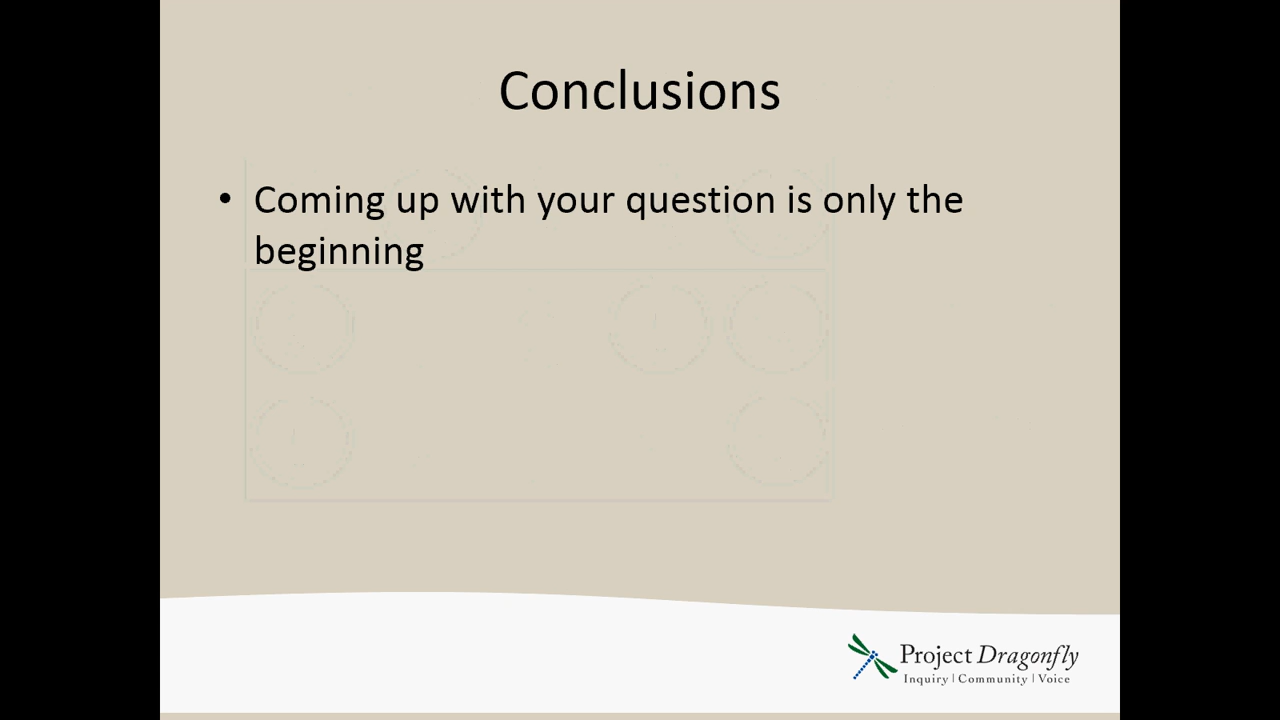 Conclusions
• Coming up with your question is only the
beginning
Project Dragonfly
Inquiry | Community | Voice